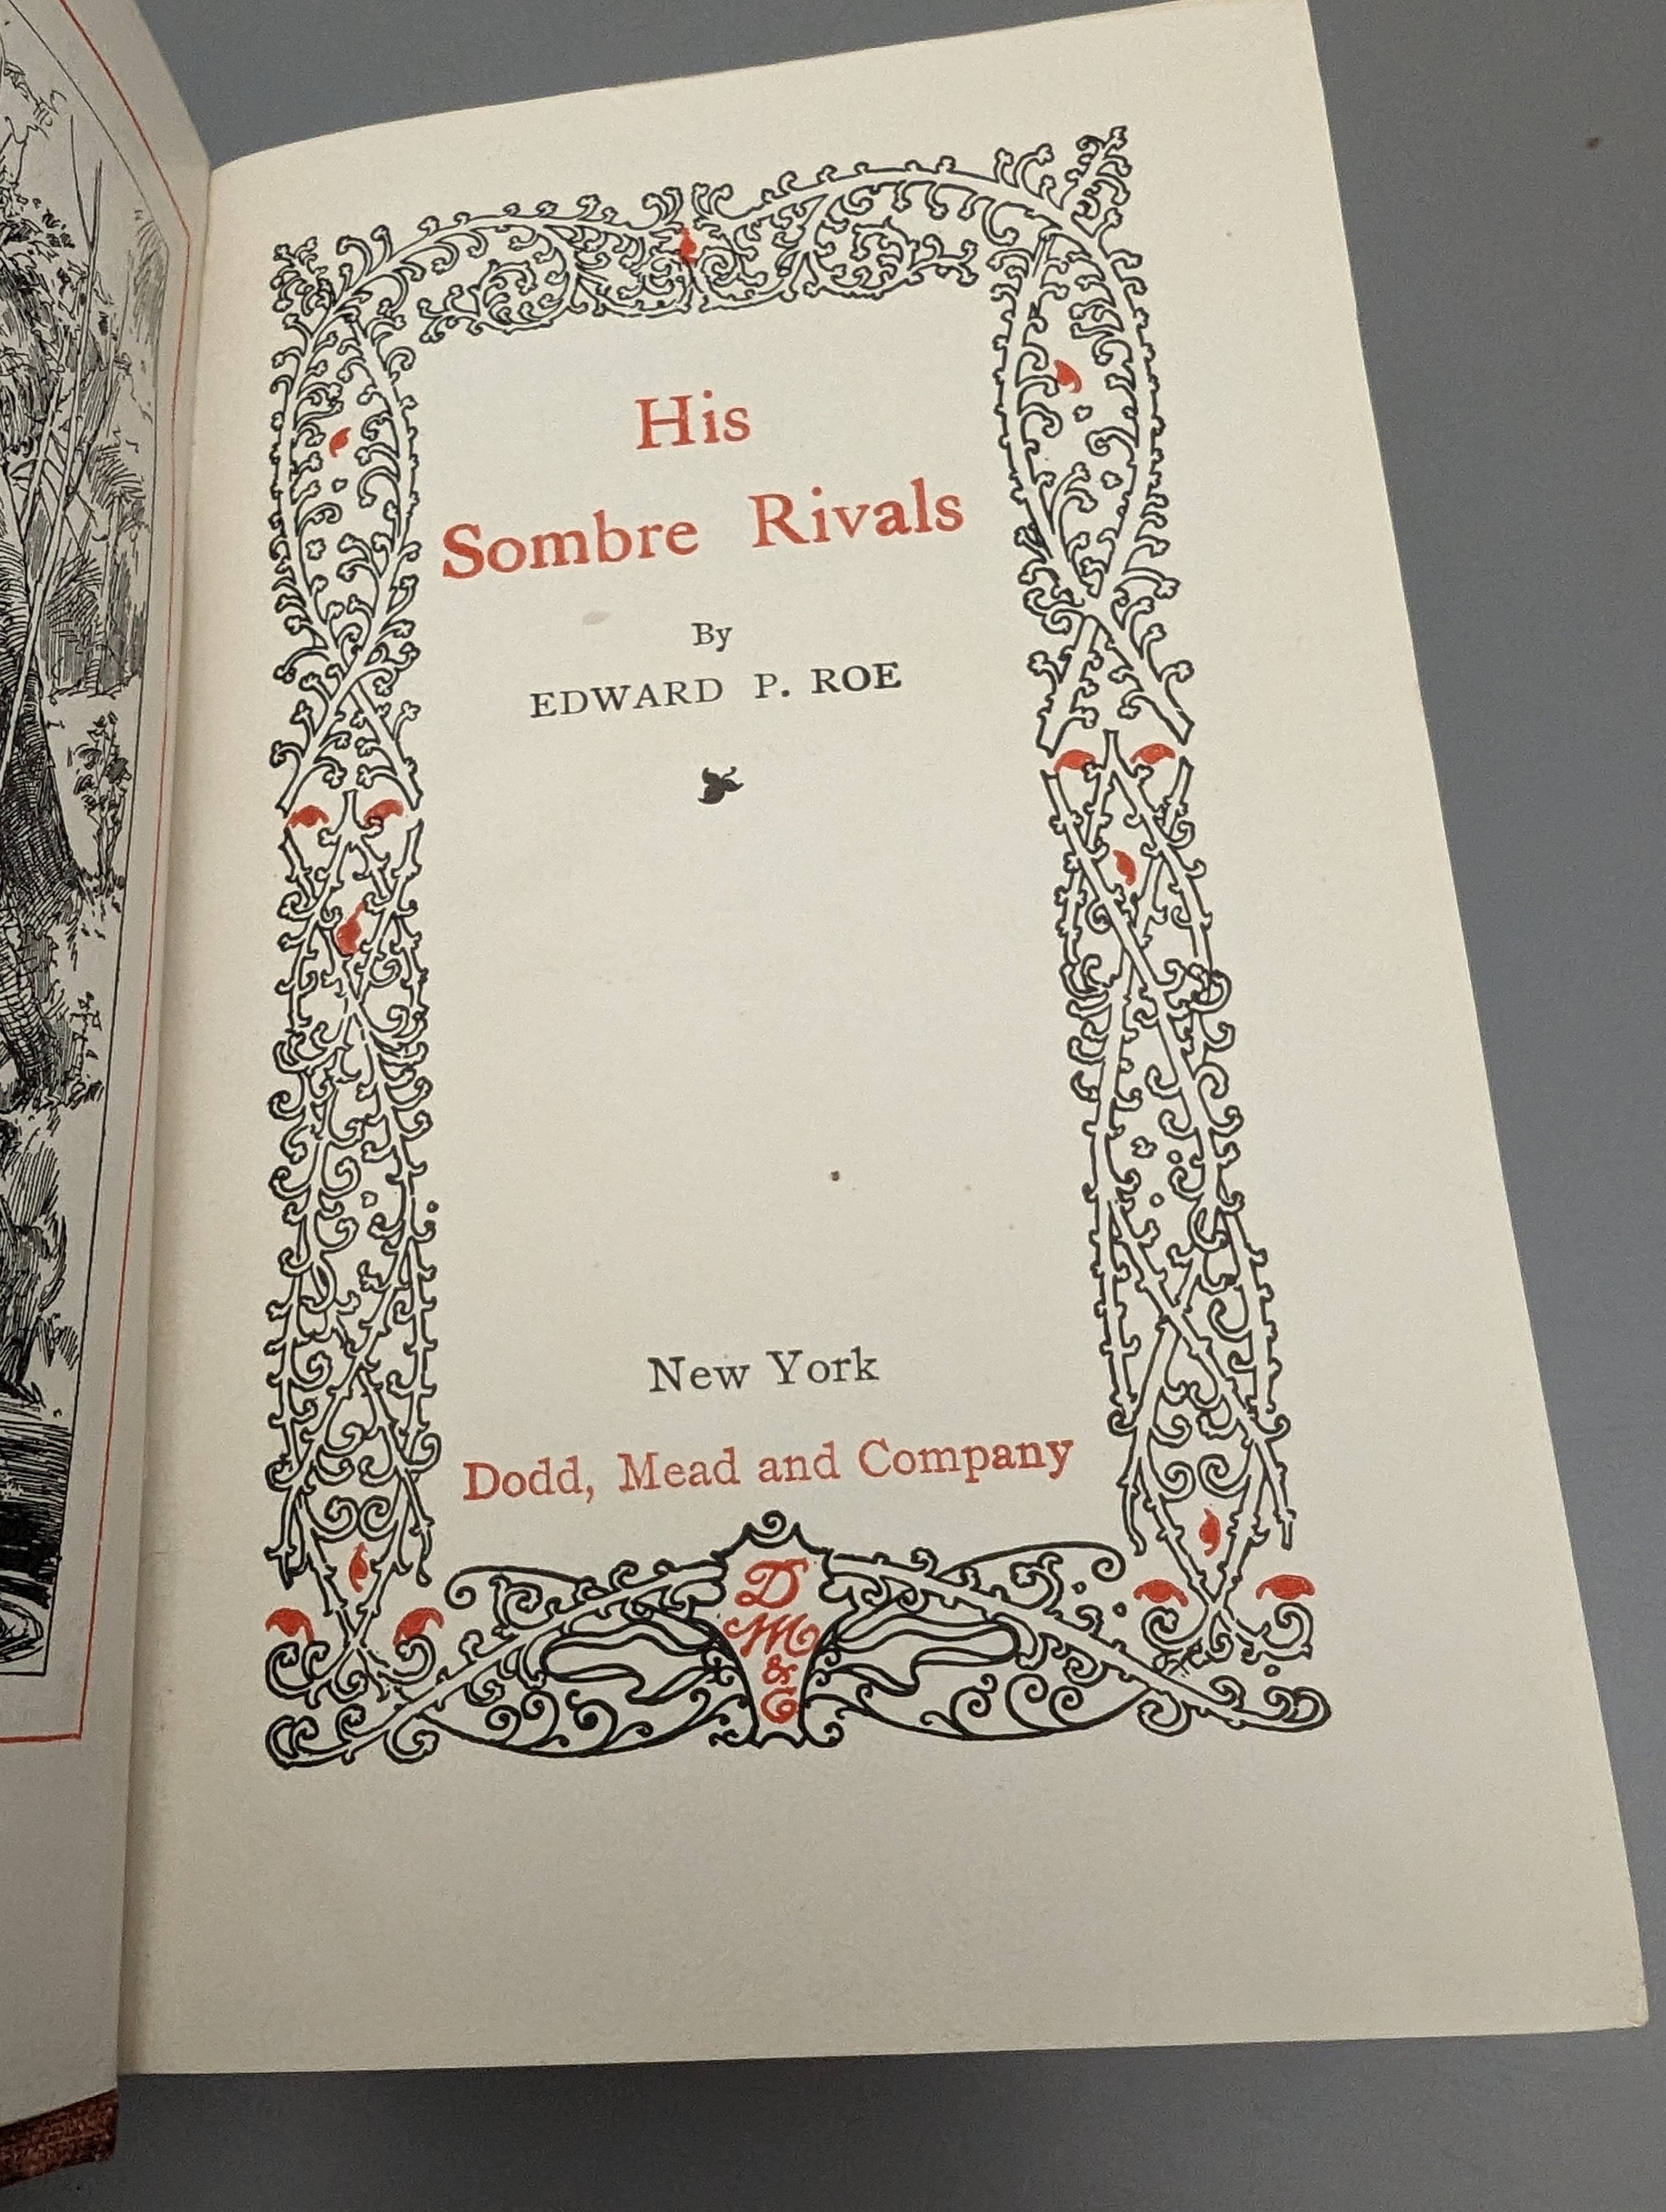 His
Sombre Rivals
By
EDWARD P. ROE
New York
Dodd, Mead and Company
D
M
&
C